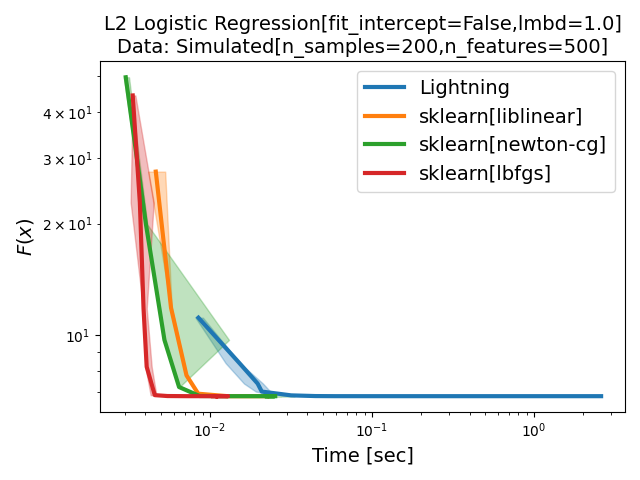 L2 Logistic Regression[fit_intercept=False,lmbd=1.0]
Data: Simulated[n_samples=200,n_features=500]
Lightning
sklearn[liblinear]
sklearn[newton-cg]
sklearn[lbfgs]
4 × 10¹
3 × 10¹
2 × 10¹
10¹
F(x)
10⁻² 10⁻¹ 10⁰
Time [sec]